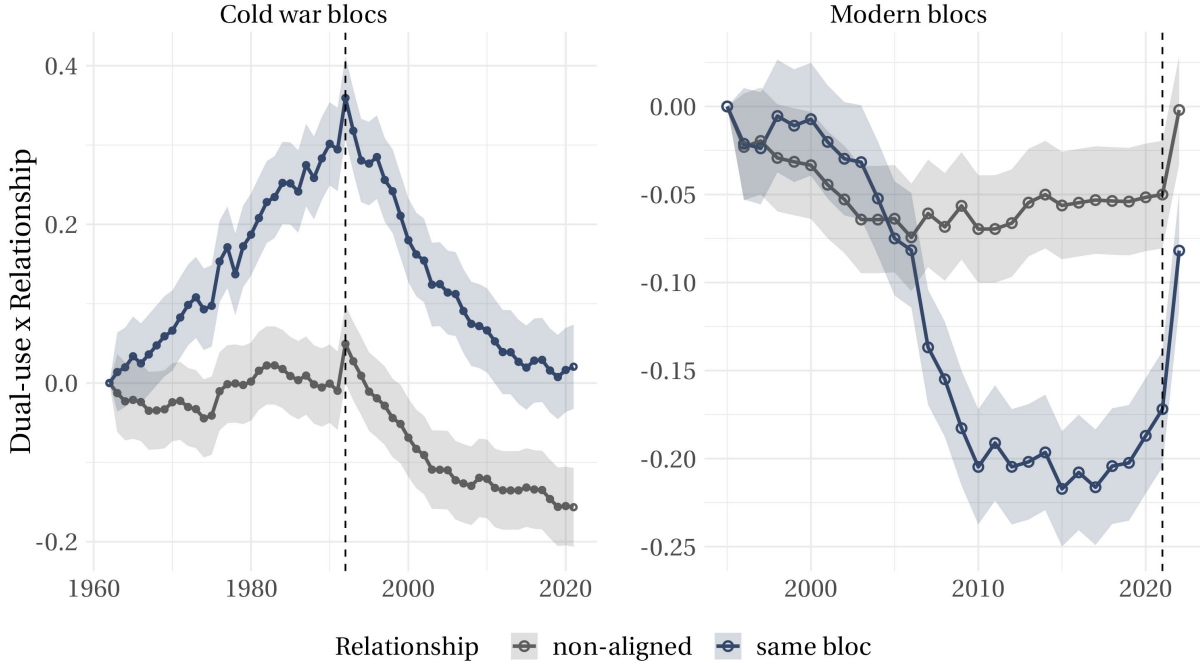 Cold war blocs
Modern blocs
Dual-use x Relationship
0.4
0.2
0.0
-0.2
1960 1980 2000 2020
0.00
-0.05
-0.10
-0.15
-0.20
-0.25
2000 2010 2020
Relationship non-aligned same bloc